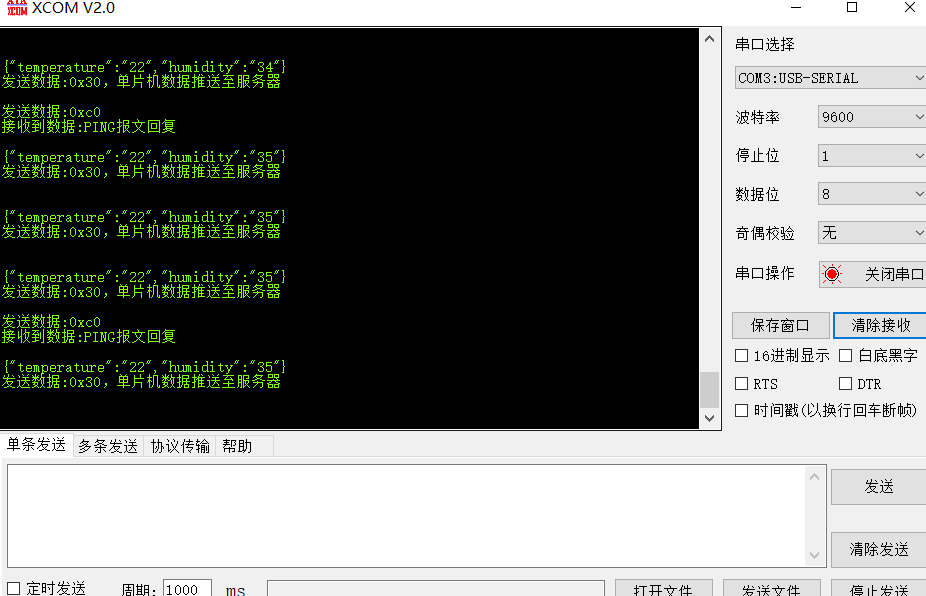 XCOM V2.0
{"temperature":"22","humidity":"34"}
发送数据:0x30，单片机数据推送至服务器
发送数据:0xc0
接收到数据:PING报文回复
{"temperature":"22","humidity":"35"}
发送数据:0x30，单片机数据推送至服务器
{"temperature":"22","humidity":"35"}
发送数据:0x30，单片机数据推送至服务器
{"temperature":"22","humidity":"35"}
发送数据:0x30，单片机数据推送至服务器
发送数据:0xc0
接收到数据:PING报文回复
{"temperature":"22","humidity":"35"}
发送数据:0x30，单片机数据推送至服务器
串口选择
COM3:USB-SERIAL
波特率 9600
停止位 1
数据位 8
奇偶校验 无
串口操作 关闭串口
保存窗口 清除接收
16进制显示 白底黑字
RTS DTR
时间戳(以换行回车断帧)
单条发送 多条发送 协议传输 帮助
发送
清除发送
定时发送 周期: 1000 ms 打开文件 发送文件 停止发送